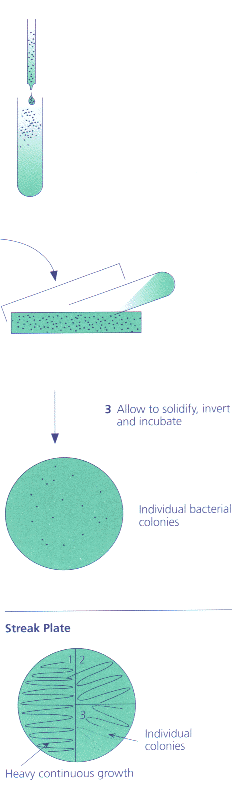 3 Allow to solidify, invert
and incubate
Individual bacterial
colonies
Streak Plate
1 2
3
Individual
colonies
Heavy continuous growth